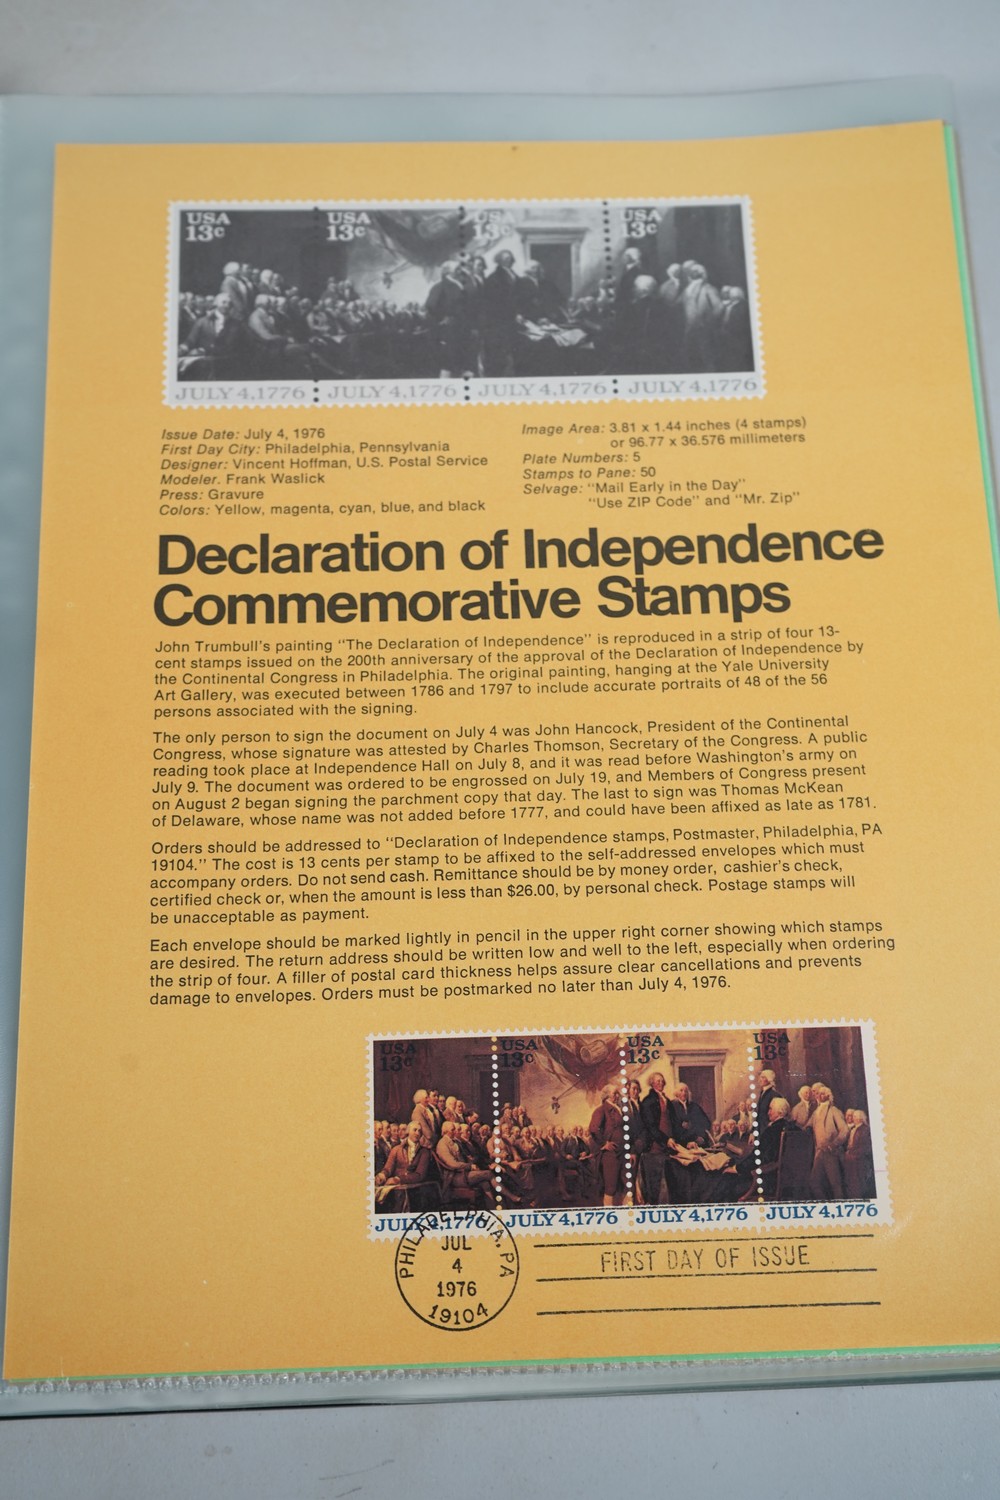 USA 13c USA 13c USA 13c USA 13c
JULY 4,1776 JULY 4,1776 JULY 4,1776 JULY 4,1776
Issue Date: July 4, 1976
First Day City: Philadelphia, Pennsylvania
Designer: Vincent Hoffman, U.S. Postal Service
Modeler. Frank Waslick
Press: Gravure
Colors: Yellow, magenta, cyan, blue, and black
Image Area: 3.81 x 1.44 inches (4 stamps)
or 96.77 x 36.576 millimeters
Plate Numbers: 5
Stamps to Pane: 50
Selvage: "Mail Early in the Day"
"Use ZIP Code" and "Mr. Zip"
Declaration of Independence
Commemorative Stamps
John Trumbull's painting "The Declaration of Independence" is reproduced in a strip of four 13-
cent stamps issued on the 200th anniversary of the approval of the Declaration of Independence by
the Continental Congress in Philadelphia. The original painting, hanging at the Yale University
Art Gallery, was executed between 1786 and 1797 to include accurate portraits of 48 of the 56
persons associated with the signing.
The only person to sign the document on July 4 was John Hancock, President of the Continental
Congress, whose signature was attested by Charles Thomson, Secretary of the Congress. A public
reading took place at Independence Hall on July 8, and it was read before Washington's army on
July 9. The document was ordered to be engrossed on July 19, and Members of Congress present
on August 2 began signing the parchment copy that day. The last to sign was Thomas McKean
of Delaware, whose name was not added before 1777, and could have been affixed as late as 1781.
Orders should be addressed to "Declaration of Independence stamps, Postmaster, Philadelphia, PA
19104." The cost is 13 cents per stamp to be affixed to the self-addressed envelopes which must
accompany orders. Do not send cash. Remittance should be by money order, cashier's check,
certified check or, when the amount is less than $26.00, by personal check. Postage stamps will
be unacceptable as payment.
Each envelope should be marked lightly in pencil in the upper right corner showing which stamps
are desired. The return address should be written low and well to the left, especially when ordering
the strip of four. A filler of postal card thickness helps assure clear cancellations and prevents
damage to envelopes. Orders must be postmarked no later than July 4, 1976.
USA 13c USA 13c USA 13c USA 13c
JULY 4,1776 JULY 4,1776 JULY 4,1776 JULY 4,1776
PHILADELPHIA, PA
JUL
4
1976
19104
FIRST DAY OF ISSUE